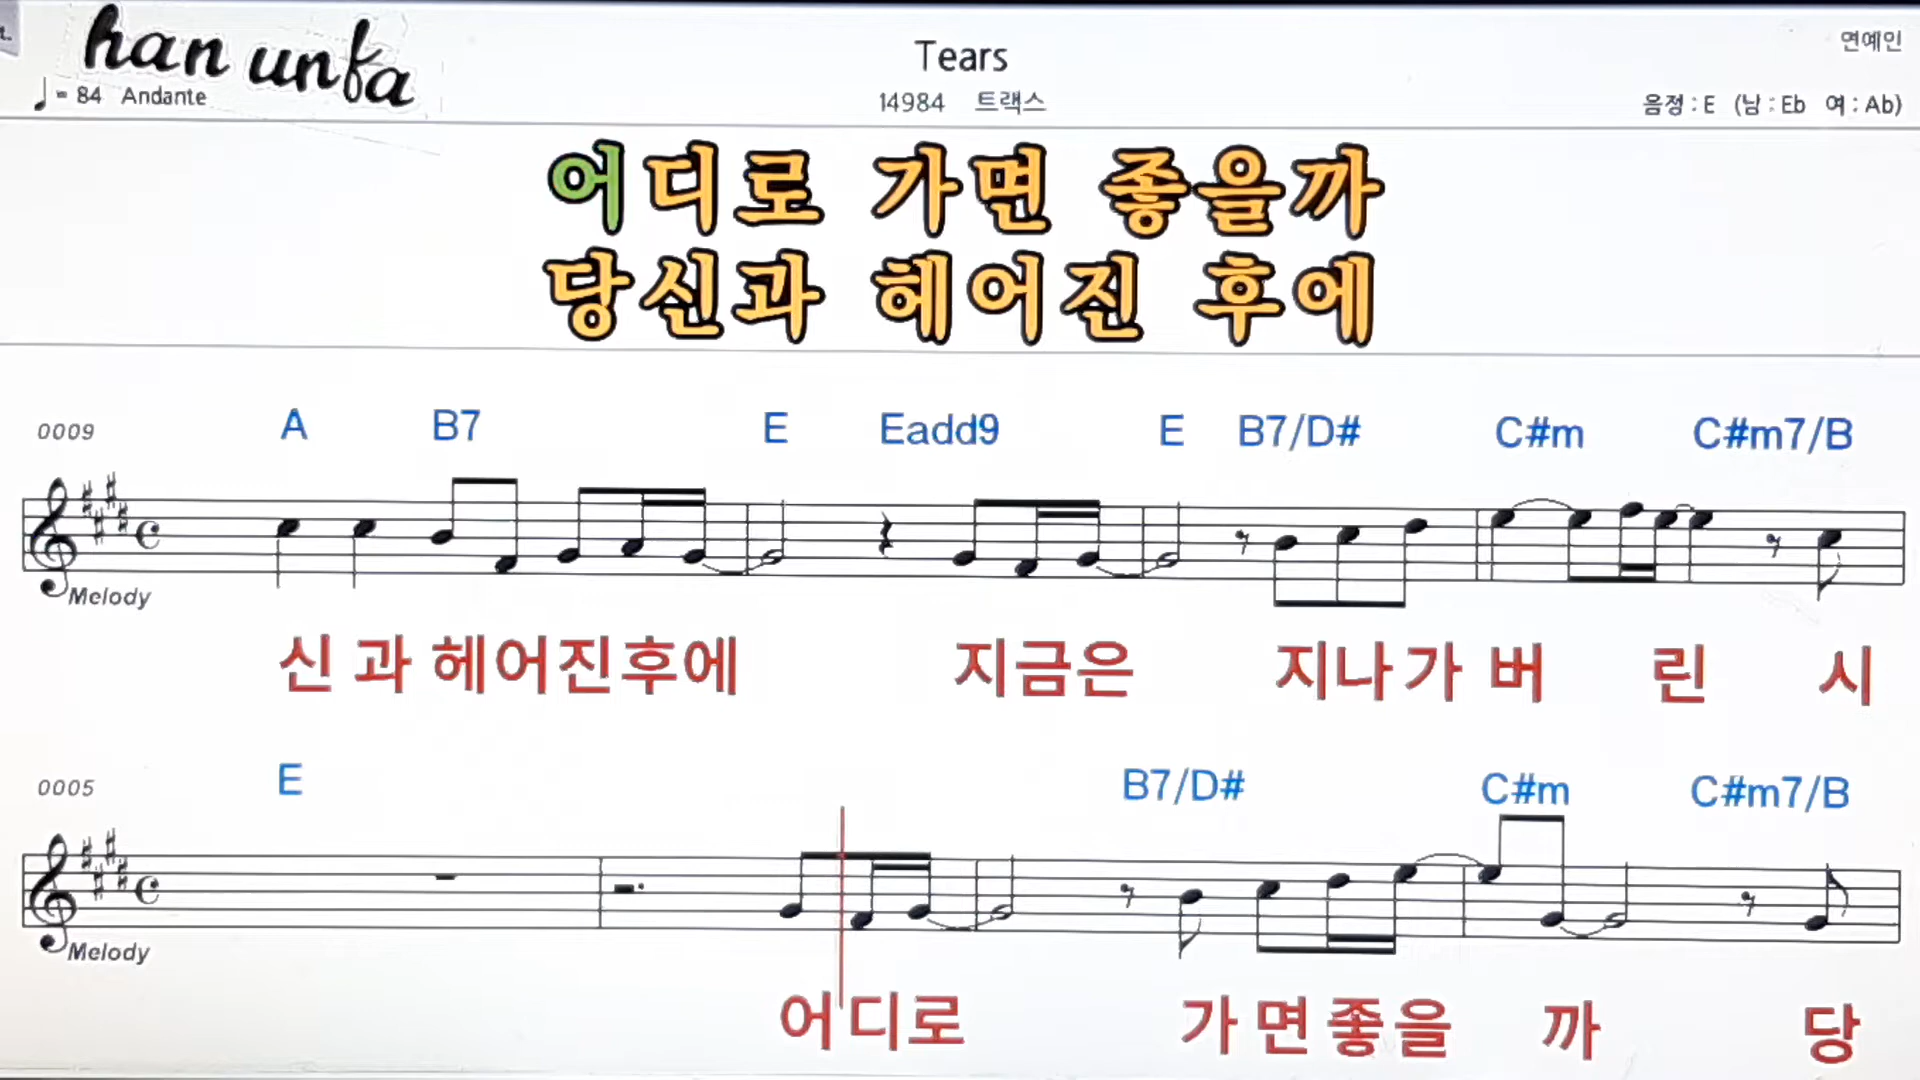 han unfa
Tears
연예인
♩= 84 Andante
14984 트랙스
음정 : E (남 : Eb 여 : Ab)
어디로 가면 좋을까
당신과 헤어진 후에
0009 A B7 E Eadd9 E B7/D# C#m C#m7/B
Melody
신 과 헤어진후에 지금은 지나가 버 린 시
0005 E B7/D# C#m C#m7/B
Melody
어디로 가 면좋을 까 당